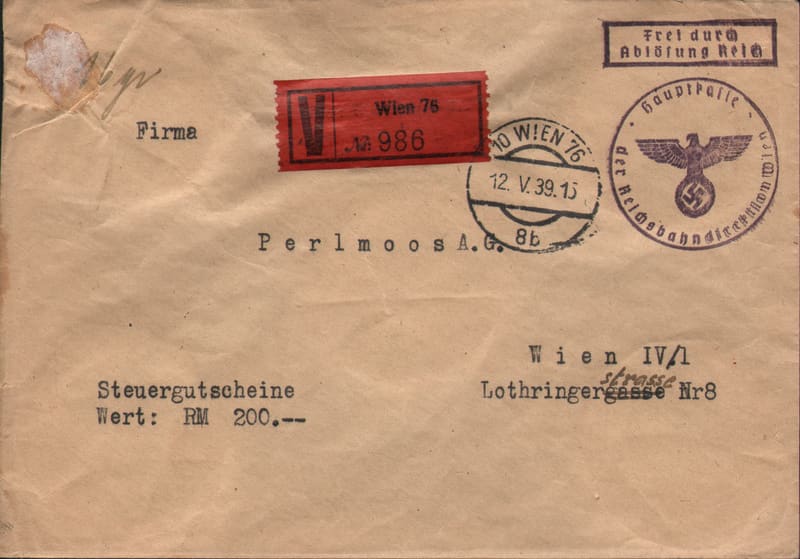 Frei durch
Ablösung Reich
Hauptkasse
der Reichsbahndirektion Wien
V
Wien 76
№ 986
10 WIEN 76
12. V. 39. 15
8b
Firma
Perlmoos A.G.
Wien IV/1
strasse
Lothringergasse Nr8
Steuergutscheine
Wert: RM 200.--